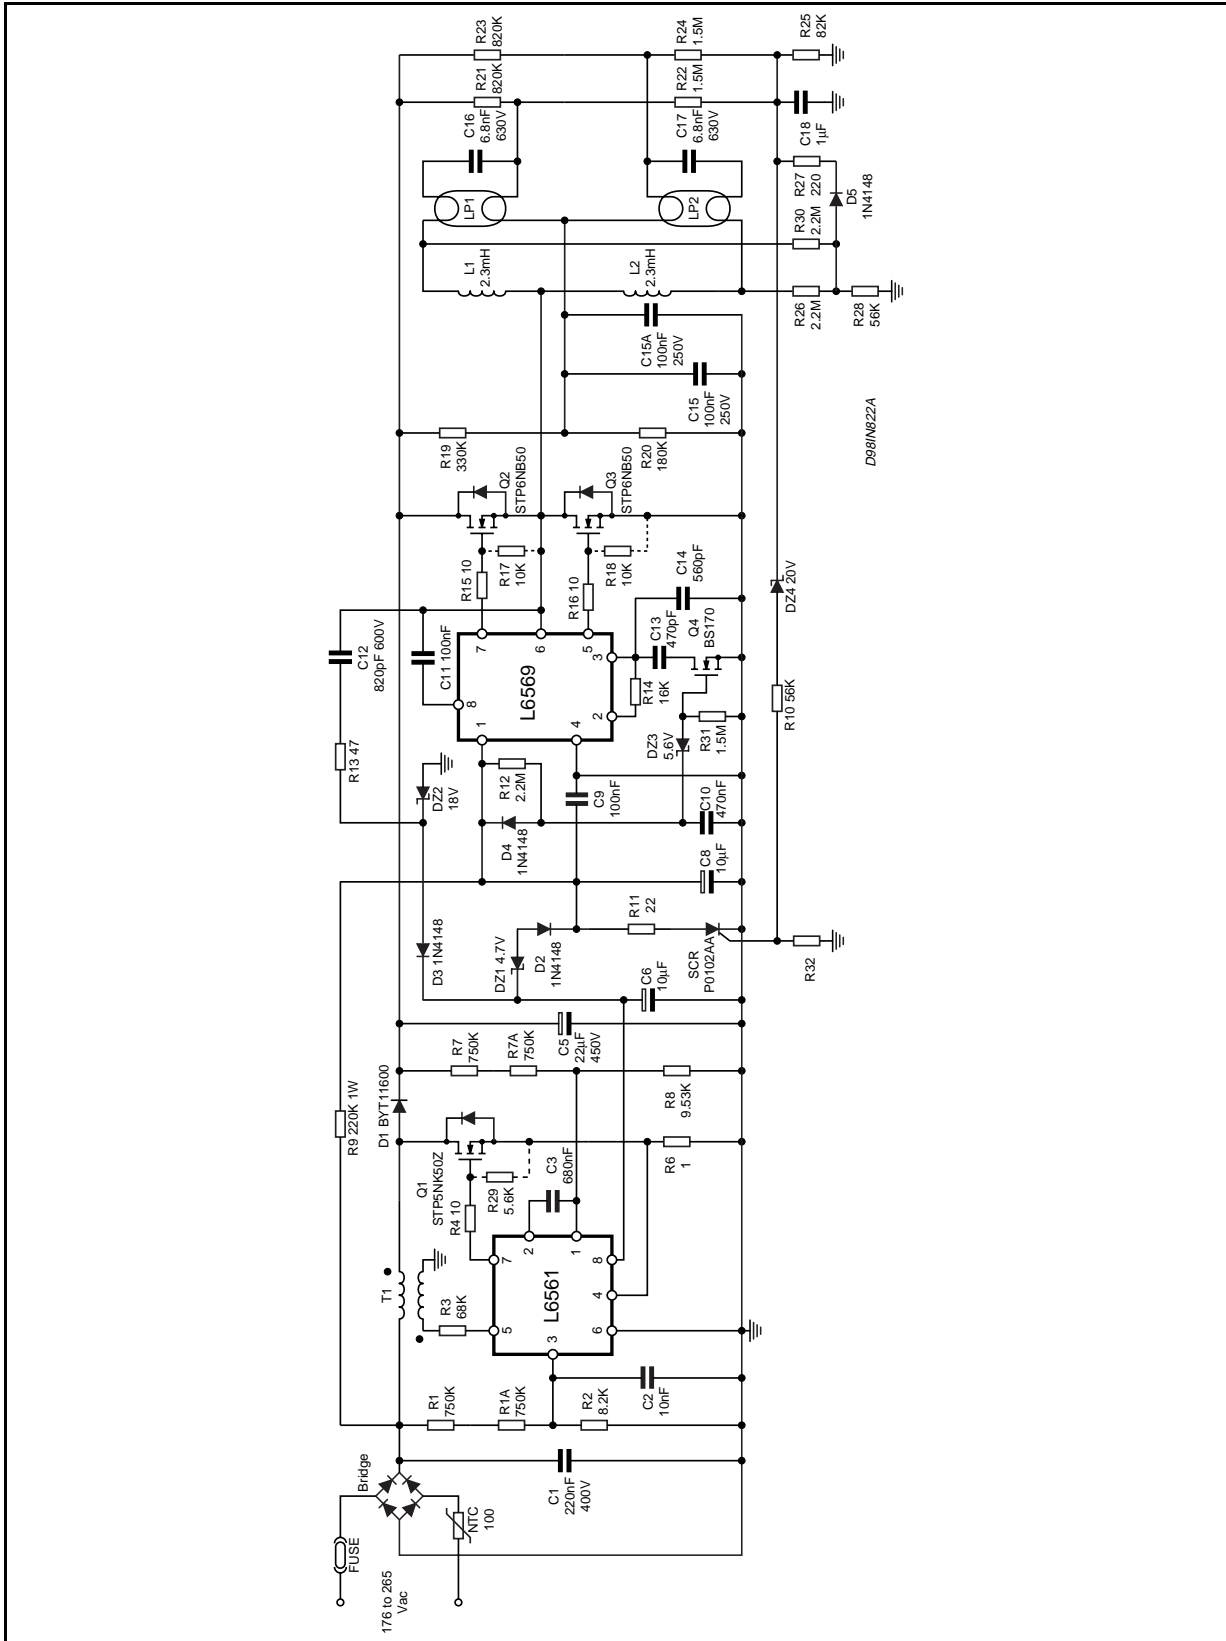 176 to 265
Vac
FUSE
Bridge
NTC
100
C1
220nF
400V
R1
750K
R1A
750K
R2
8.2K
C2
10nF
T1
R3
68K
5
3
6
L6561
7
2
1
8
4
R4 10
Q1
STP5NK50Z
R29
5.6K
C3
680nF
R6
1
R9 220K 1W
D1 BYT11600
R7
750K
R7A
750K
R8
9.53K
C5
22µF
450V
C6
10µF
D3 1N4148
DZ1 4.7V
D2
1N4148
R11
22
SCR
P0102AA
R32
C8
10µF
R13 47
DZ2
18V
D4
1N4148
R12
2.2M
C9
100nF
C10
470nF
DZ3
5.6V
R31
1.5M
R10 56K
C12
820pF 600V
C11 100nF
8
1
4
L6569
2
7
6
5
3
R14
16K
C13
470pF
Q4
BS170
C14
560pF
DZ4 20V
R15 10
R17
10K
R16 10
R18
10K
Q2
STP6NB50
Q3
STP6NB50
R19
330K
R20
180K
C15
100nF
250V
C15A
100nF
250V
L1
2.3mH
L2
2.3mH
R26
2.2M
R28
56K
R30
2.2M
R27
220
D5
1N4148
LP1
LP2
C16
6.8nF
630V
C17
6.8nF
630V
C18
1µF
R21
820K
R22
1.5M
R23
820K
R24
1.5M
R25
82K
D98IN822A